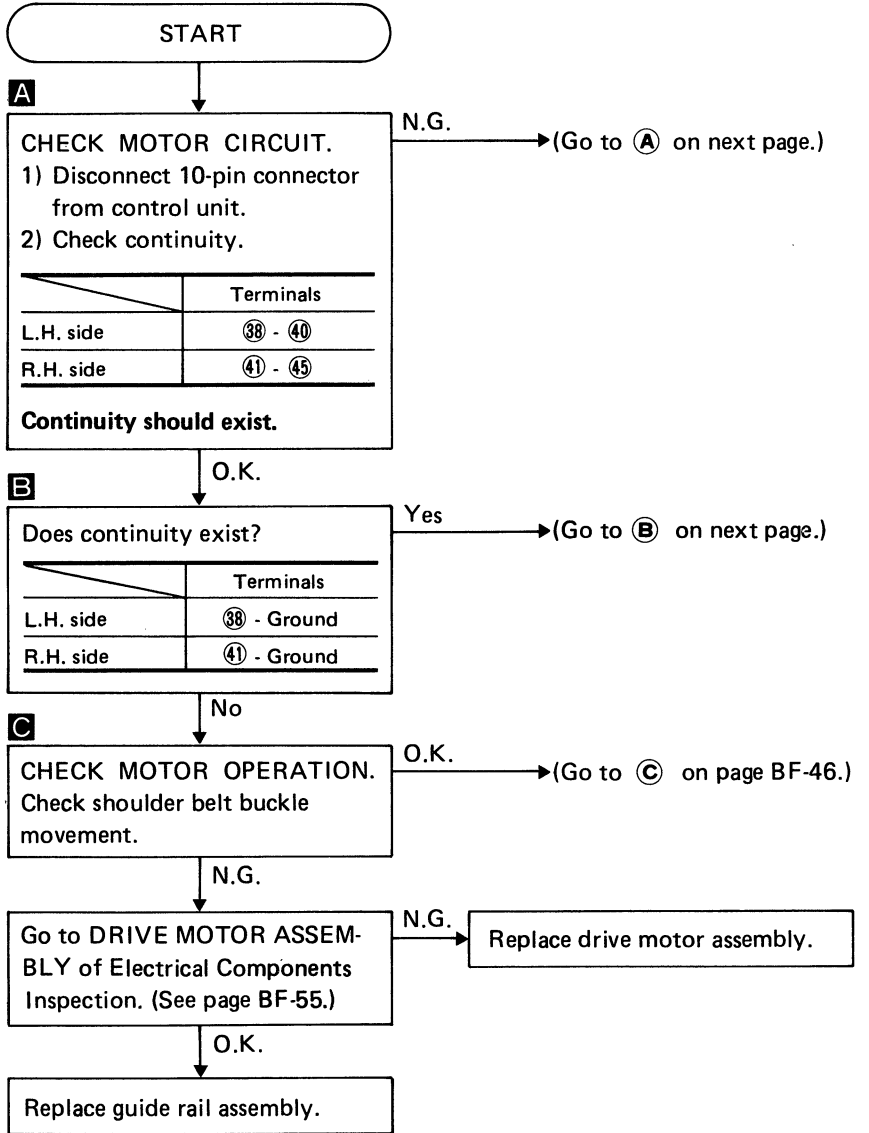 START
A
CHECK MOTOR CIRCUIT.
1) Disconnect 10-pin connector
from control unit.
2) Check continuity.
Terminals
L.H. side ㊳ - ㊵
R.H. side ㊶ - ㊺
Continuity should exist.
N.G.
(Go to Ⓐ on next page.)
O.K.
B
Does continuity exist?
Terminals
L.H. side ㊳ - Ground
R.H. side ㊶ - Ground
Yes
(Go to Ⓑ on next page.)
No
C
CHECK MOTOR OPERATION.
Check shoulder belt buckle
movement.
O.K.
(Go to Ⓒ on page BF-46.)
N.G.
Go to DRIVE MOTOR ASSEM-
BLY of Electrical Components
Inspection. (See page BF-55.)
N.G.
Replace drive motor assembly.
O.K.
Replace guide rail assembly.